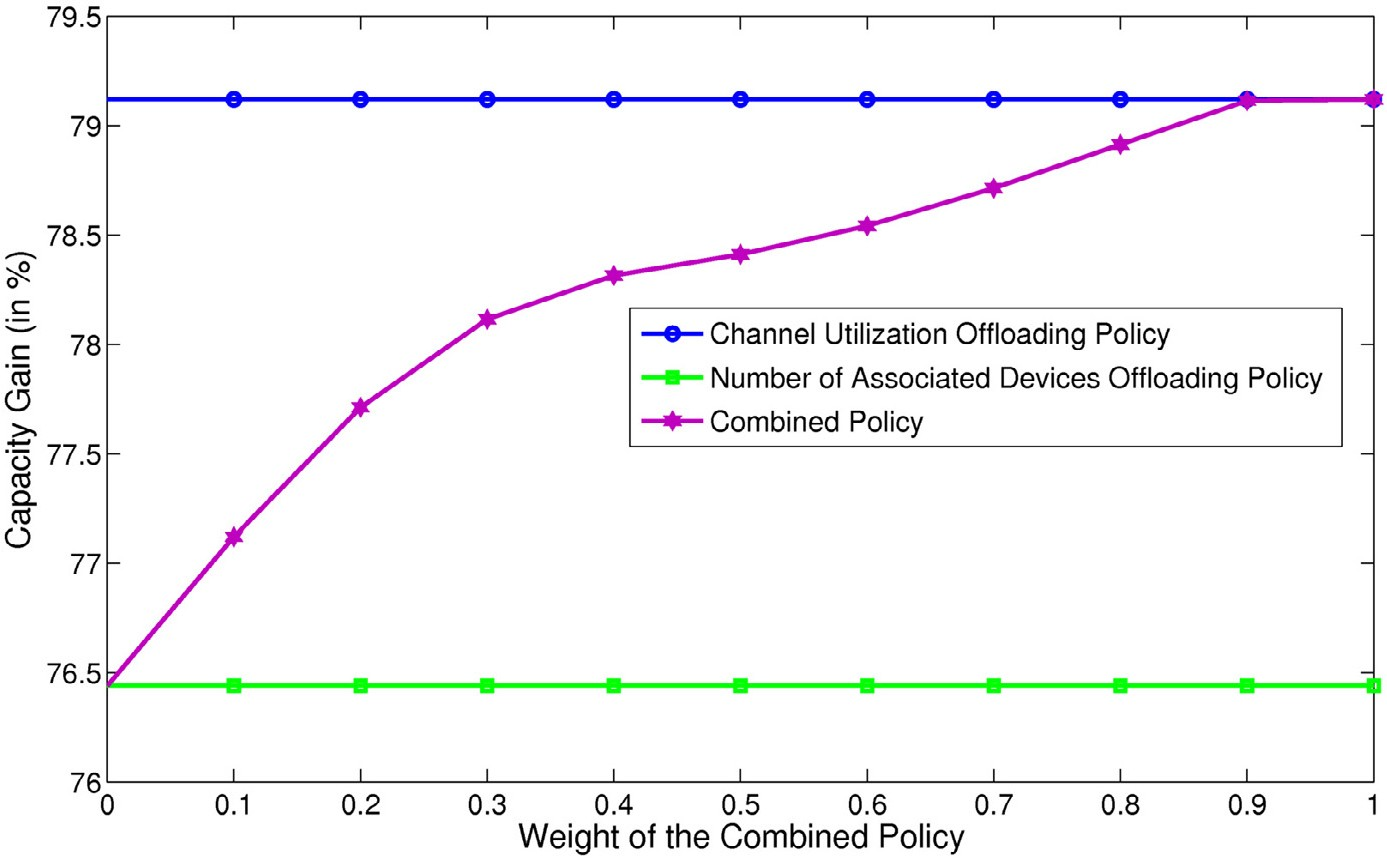 79.5
79
78.5
78
77.5
77
76.5
76
Capacity Gain (in %)
Channel Utilization Offloading Policy
Number of Associated Devices Offloading Policy
Combined Policy
0 0.1 0.2 0.3 0.4 0.5 0.6 0.7 0.8 0.9 1
Weight of the Combined Policy